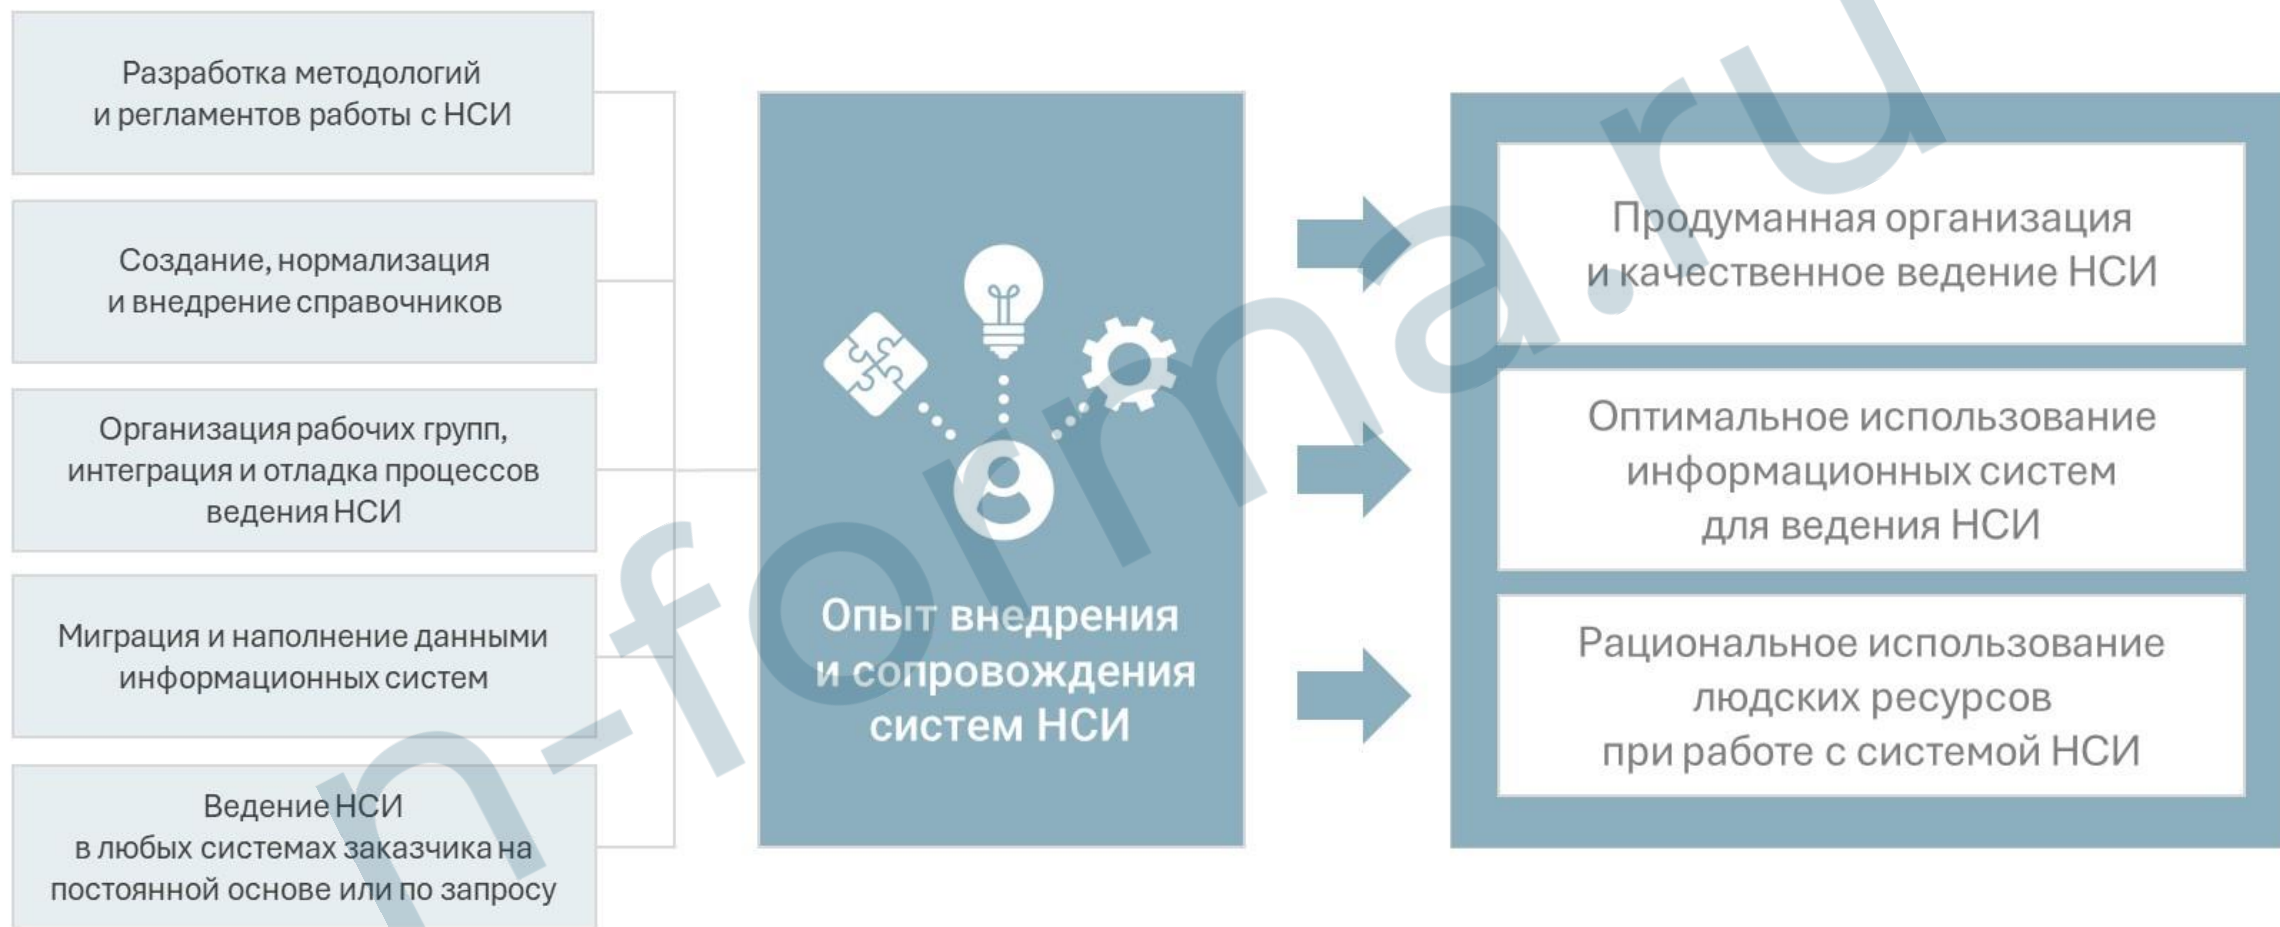 Разработка методологий
и регламентов работы с НСИ
Создание, нормализация
и внедрение справочников
Организация рабочих групп,
интеграция и отладка процессов
ведения НСИ
Миграция и наполнение данными
информационных систем
Ведение НСИ
в любых системах заказчика на
постоянной основе или по запросу
Опыт внедрения
и сопровождения
систем НСИ
Продуманная организация
и качественное ведение НСИ
Оптимальное использование
информационных систем
для ведения НСИ
Рациональное использование
людских ресурсов
при работе с системой НСИ
n-forma.ru